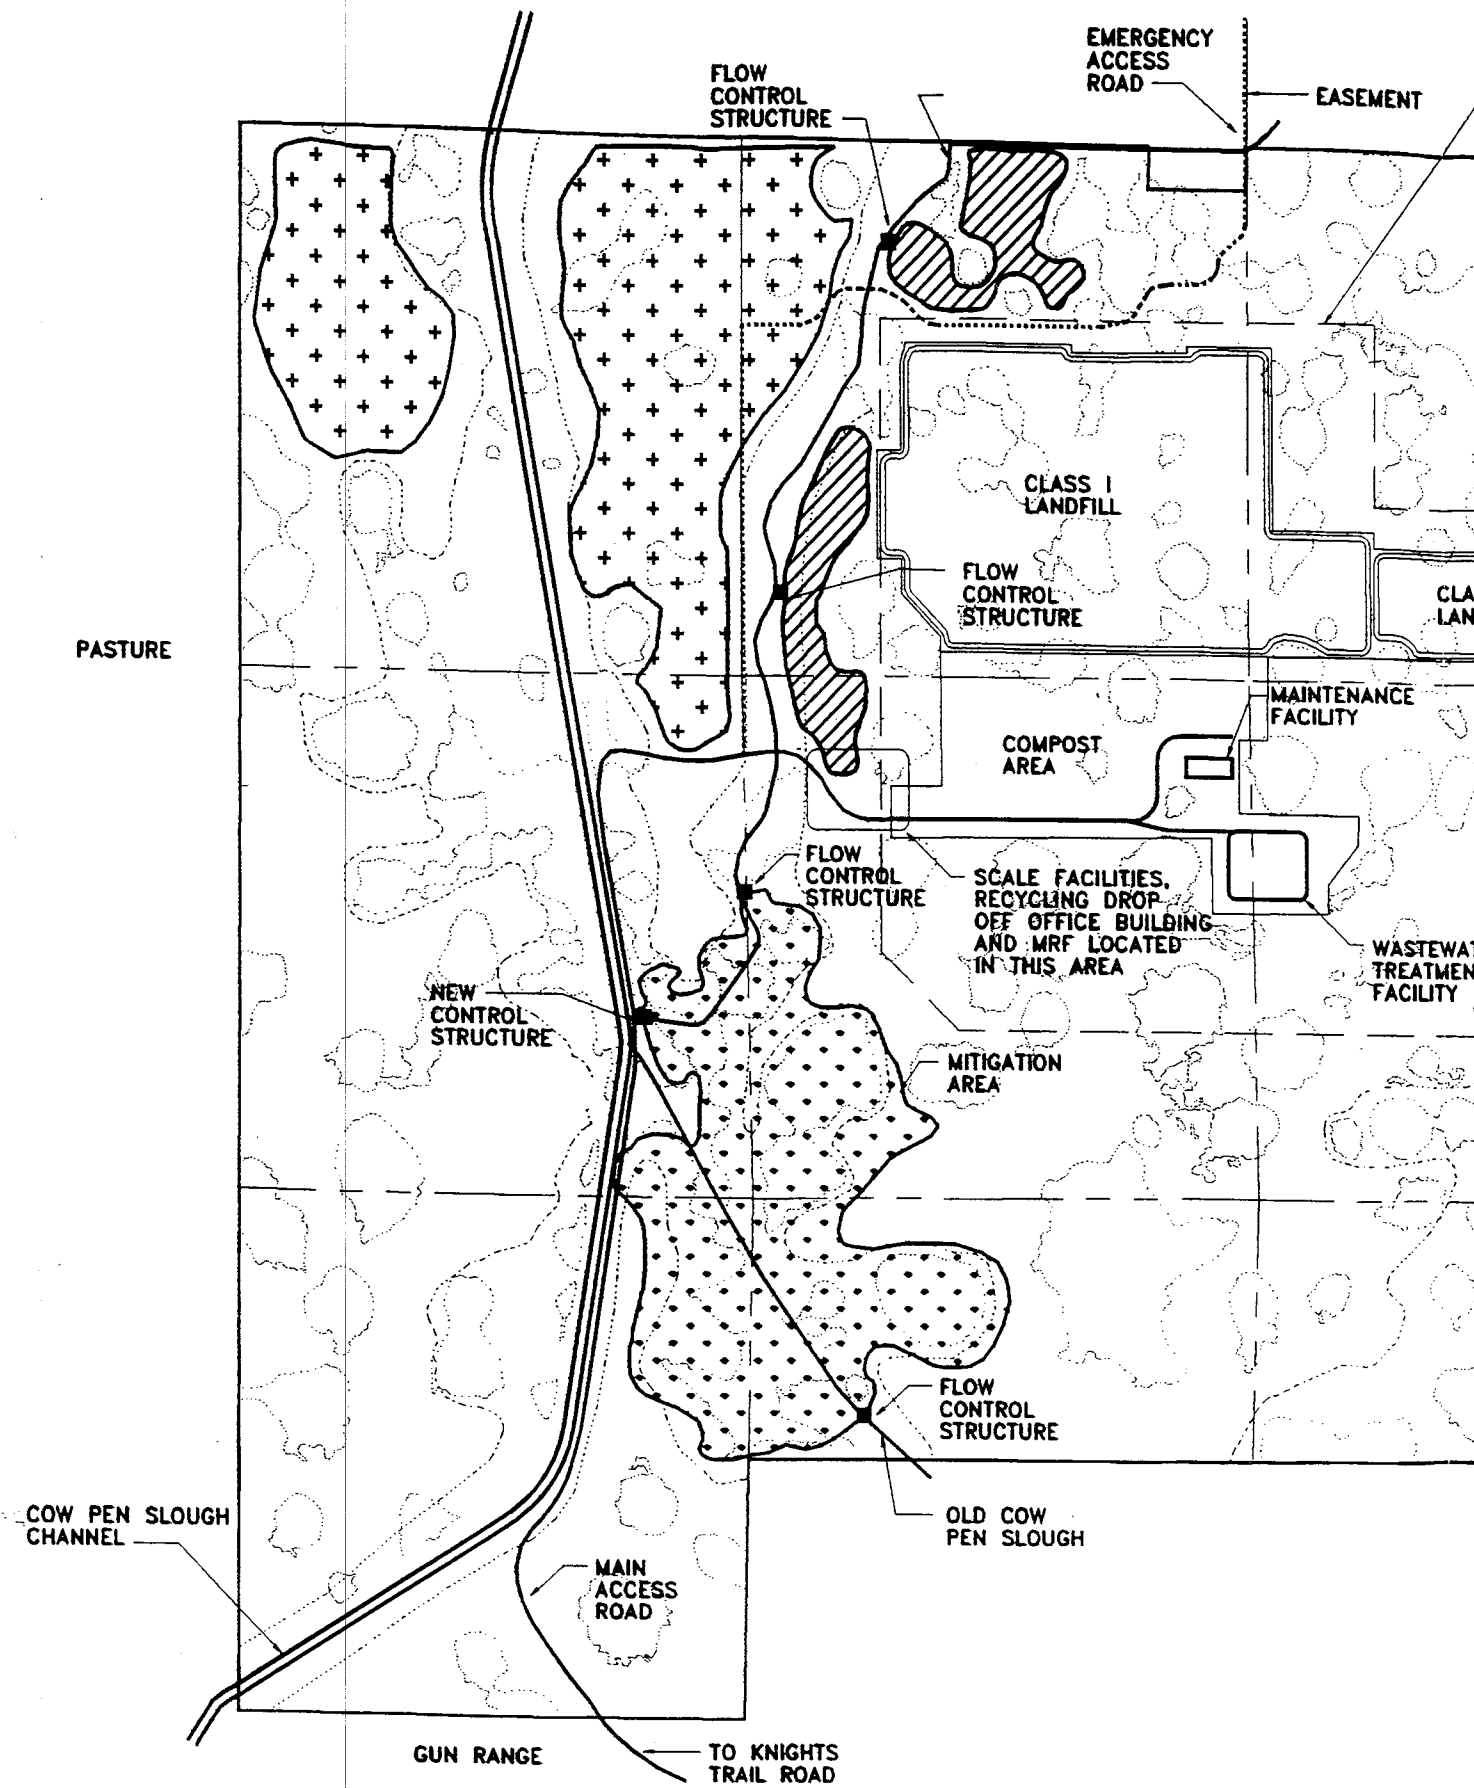 EMERGENCY
ACCESS
ROAD
EASEMENT
FLOW
CONTROL
STRUCTURE
CLASS I
LANDFILL
FLOW
CONTROL
STRUCTURE
CLA
LAN
PASTURE
MAINTENANCE
FACILITY
COMPOST
AREA
FLOW
CONTROL
STRUCTURE
SCALE FACILITIES,
RECYCLING DROP
OFF OFFICE BUILDING
AND MRF LOCATED
IN THIS AREA
WASTEWAT
TREATMEN
FACILITY
NEW
CONTROL
STRUCTURE
MITIGATION
AREA
FLOW
CONTROL
STRUCTURE
COW PEN SLOUGH
CHANNEL
OLD COW
PEN SLOUGH
MAIN
ACCESS
ROAD
GUN RANGE
TO KNIGHTS
TRAIL ROAD